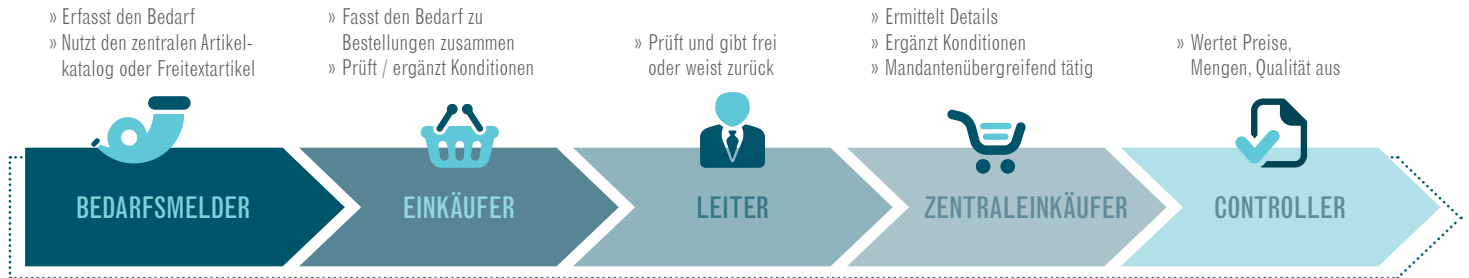 » Erfasst den Bedarf
» Nutzt den zentralen Artikel-
katalog oder Freitextartikel
» Fasst den Bedarf zu
Bestellungen zusammen
» Prüft / ergänzt Konditionen
» Prüft und gibt frei
oder weist zurück
» Ermittelt Details
» Ergänzt Konditionen
» Mandantenübergreifend tätig
» Wertet Preise,
Mengen, Qualität aus
BEDARFSMELDER
EINKÄUFER
LEITER
ZENTRALEINKÄUFER
CONTROLLER